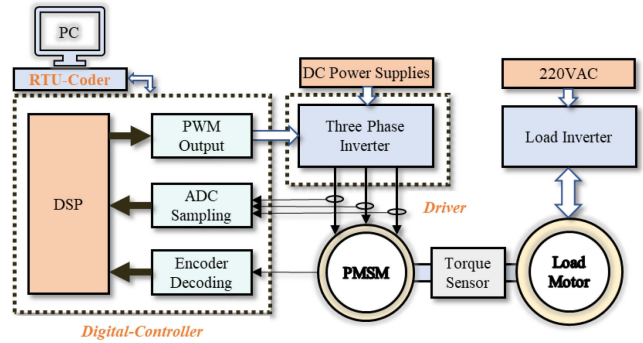 PC
RTU-Coder
DC Power Supplies
220VAC
PWM
Output
Three Phase
Inverter
Load Inverter
DSP
ADC
Sampling
Driver
Encoder
Decoding
PMSM
Torque
Sensor
Load
Motor
Digital-Controller